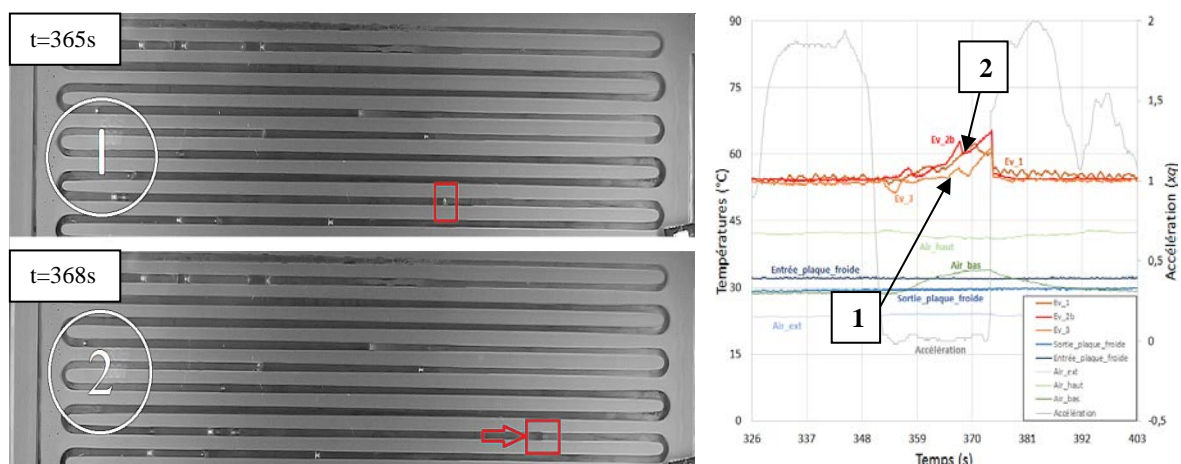 t=365s
1
t=368s
2
Températures (°C)
90
75
60
45
30
15
0
2
1,5
1
0,5
0
-0,5
Accélération (xg)
2
Ev_2b
Ev_1
Ev_3
Air_haut
Entrée_plaque_froide
Air_bas
Sortie_plaque_froide
1
Air_ext
Accélération
Ev_1
Ev_2b
Ev_3
Sortie_plaque_froide
Entrée_plaque_froide
Air_ext
Air_haut
Air_bas
Accélération
326 337 348 359 370 381 392 403
Temps (s)